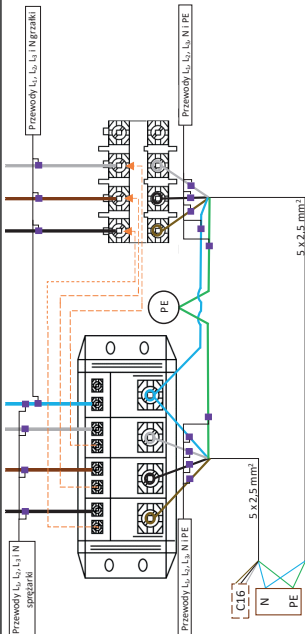 Przewody L₁, L₂, L₃ i N grzałki
Przewody L₁, L₂, L₃, N i PE
PE
5 x 2,5 mm²
Przewody L₁, L₂, L₃ i N
sprężarki
Przewody L₁, L₂, L₃, N i PE
5 x 2,5 mm²
C16
N
PE